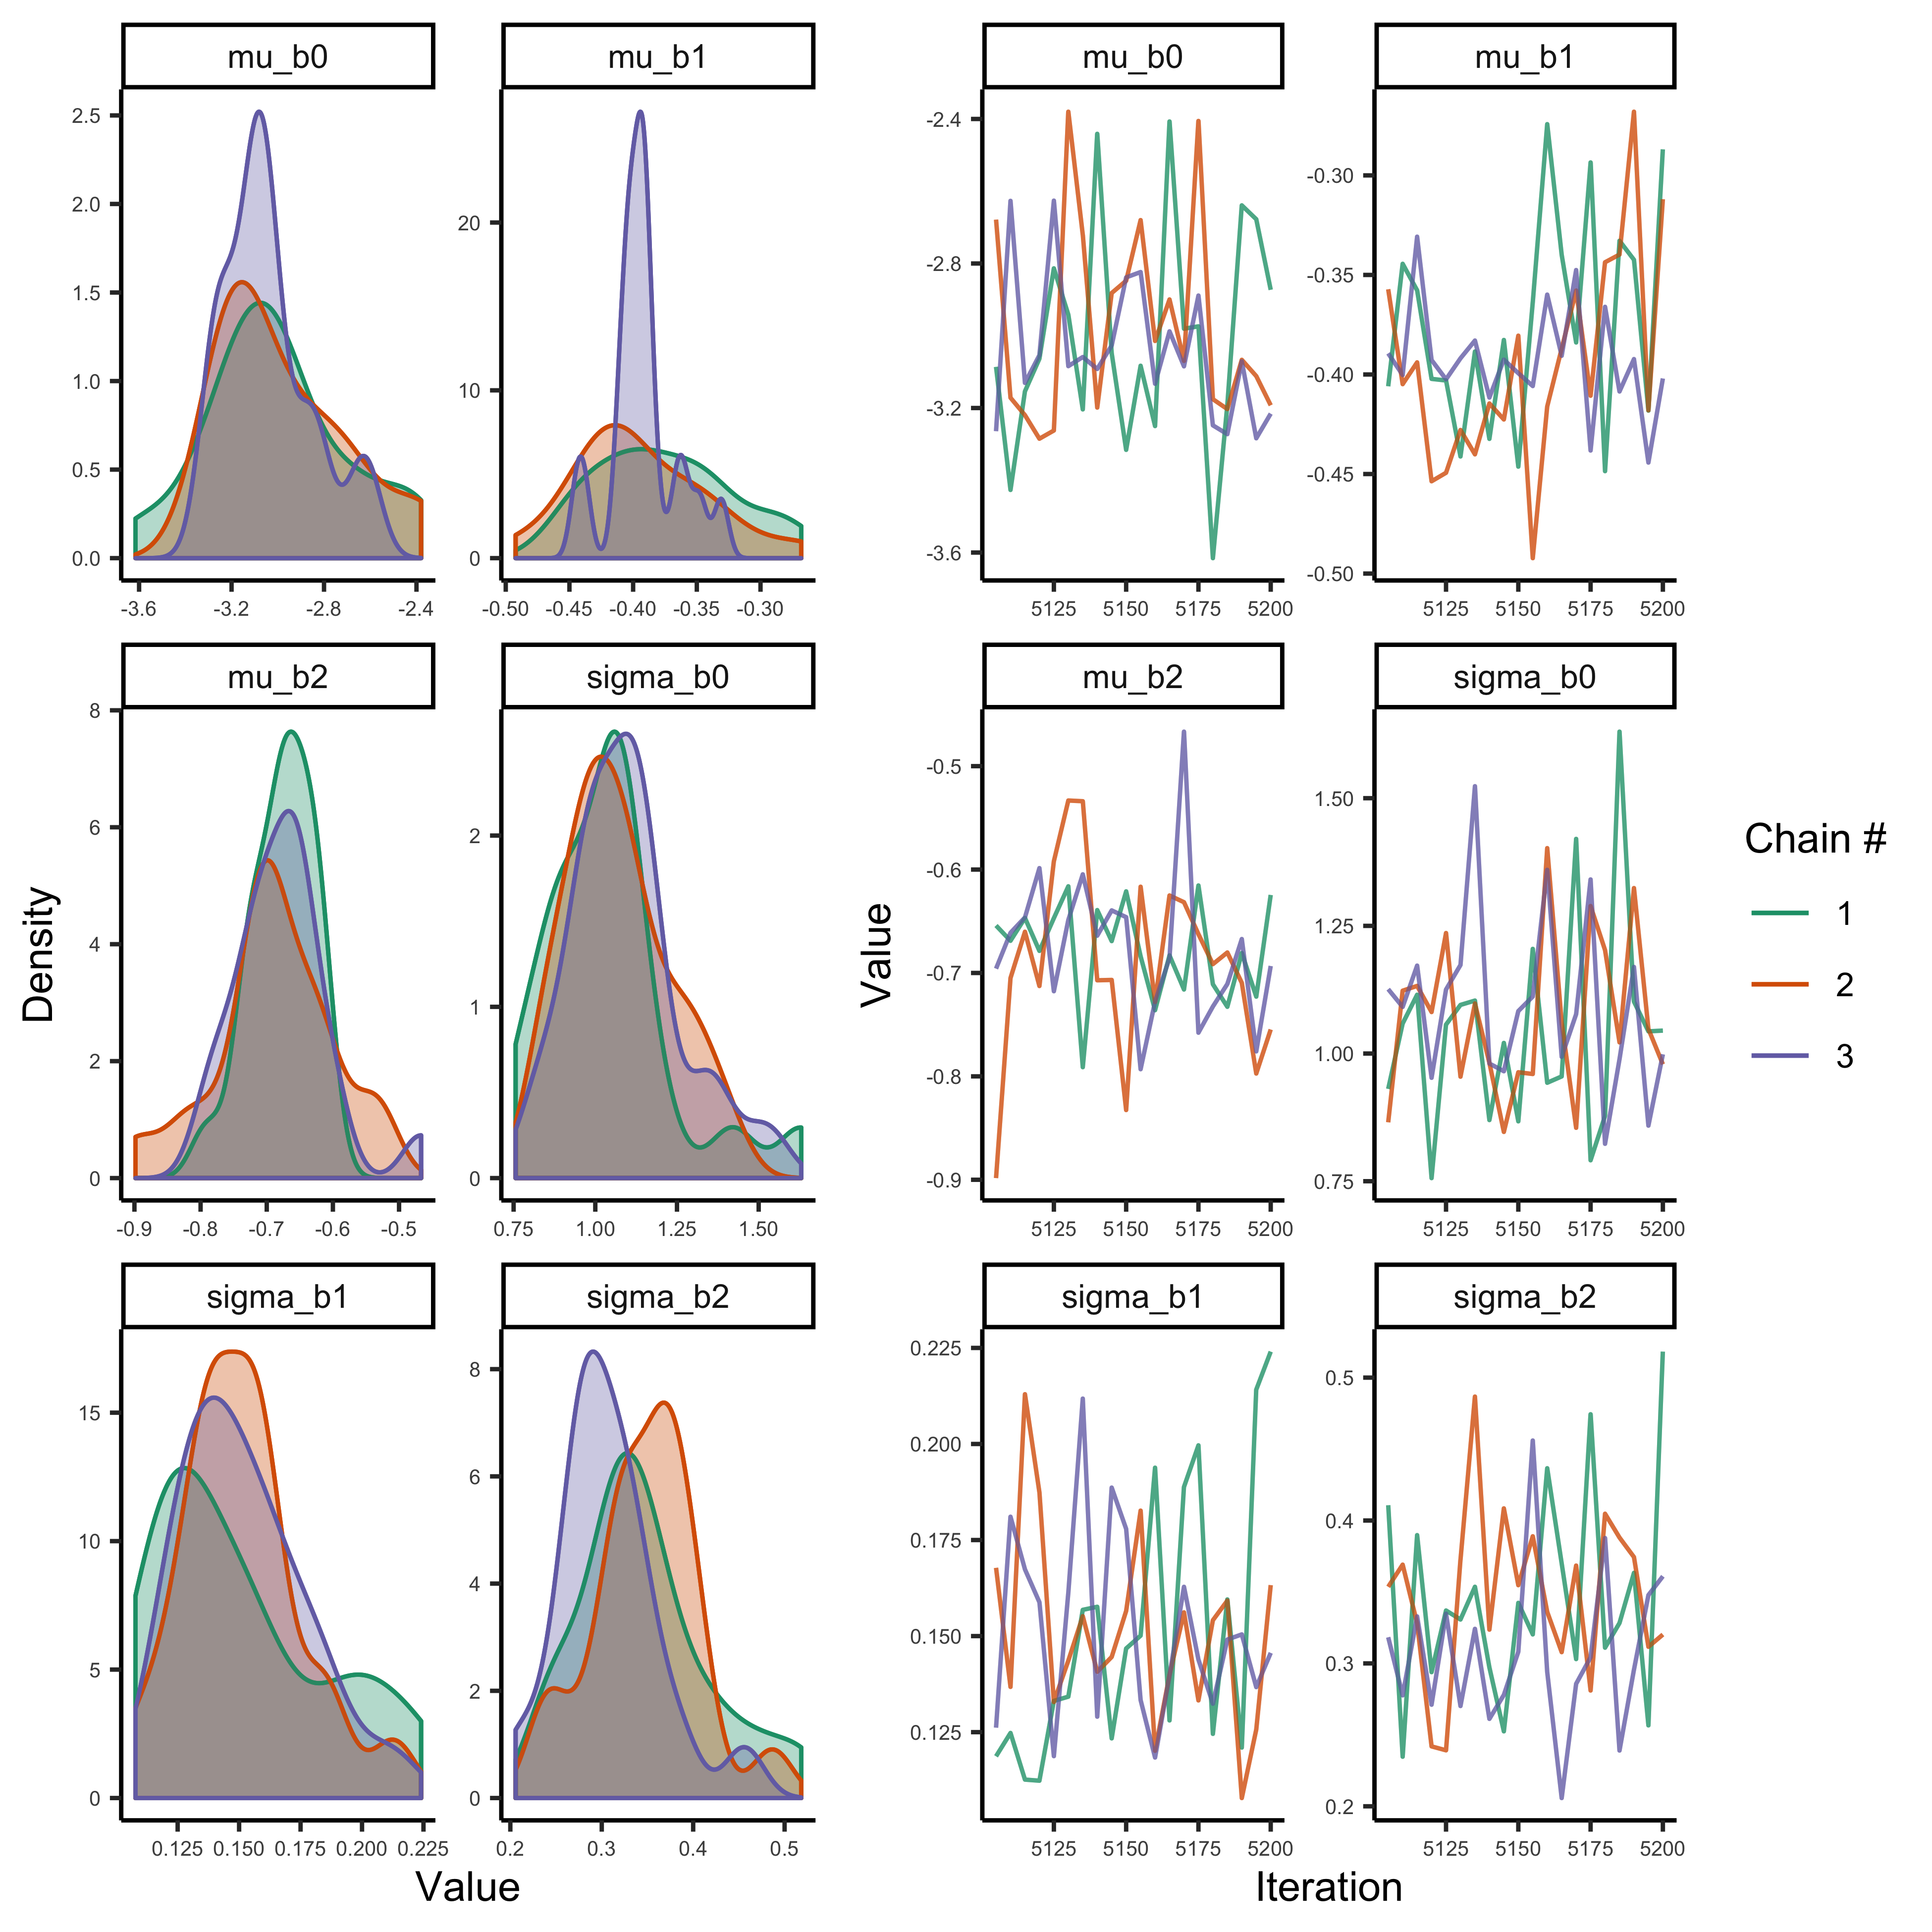 mu_b0 mu_b1 mu_b0 mu_b1
2.5
2.0
1.5
1.0
0.5
0.0
-3.6 -3.2 -2.8 -2.4
20
10
0
-0.50 -0.45 -0.40 -0.35 -0.30
-2.4
-2.8
-3.2
-3.6
5125 5150 5175 5200
-0.30
-0.35
-0.40
-0.45
-0.50
5125 5150 5175 5200
mu_b2 sigma_b0 mu_b2 sigma_b0
8
6
4
2
0
-0.9 -0.8 -0.7 -0.6 -0.5
2
1
0
0.75 1.00 1.25 1.50
-0.5
-0.6
-0.7
-0.8
-0.9
5125 5150 5175 5200
1.50
1.25
1.00
0.75
5125 5150 5175 5200
sigma_b1 sigma_b2 sigma_b1 sigma_b2
15
10
5
0
0.125 0.150 0.175 0.200 0.225
8
6
4
2
0
0.2 0.3 0.4 0.5
0.225
0.200
0.175
0.150
0.125
5125 5150 5175 5200
0.5
0.4
0.3
0.2
5125 5150 5175 5200
Density
Value
Value
Iteration
Chain #
1
2
3